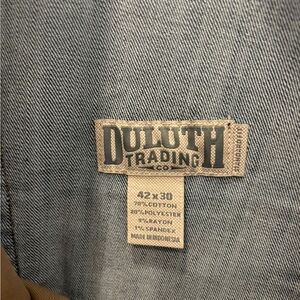 DULUTH
TRADING
CO
42 x 30
70% COTTON
20% POLYESTER
9% RAYON
1% SPANDEX
MADE IN INDONESIA